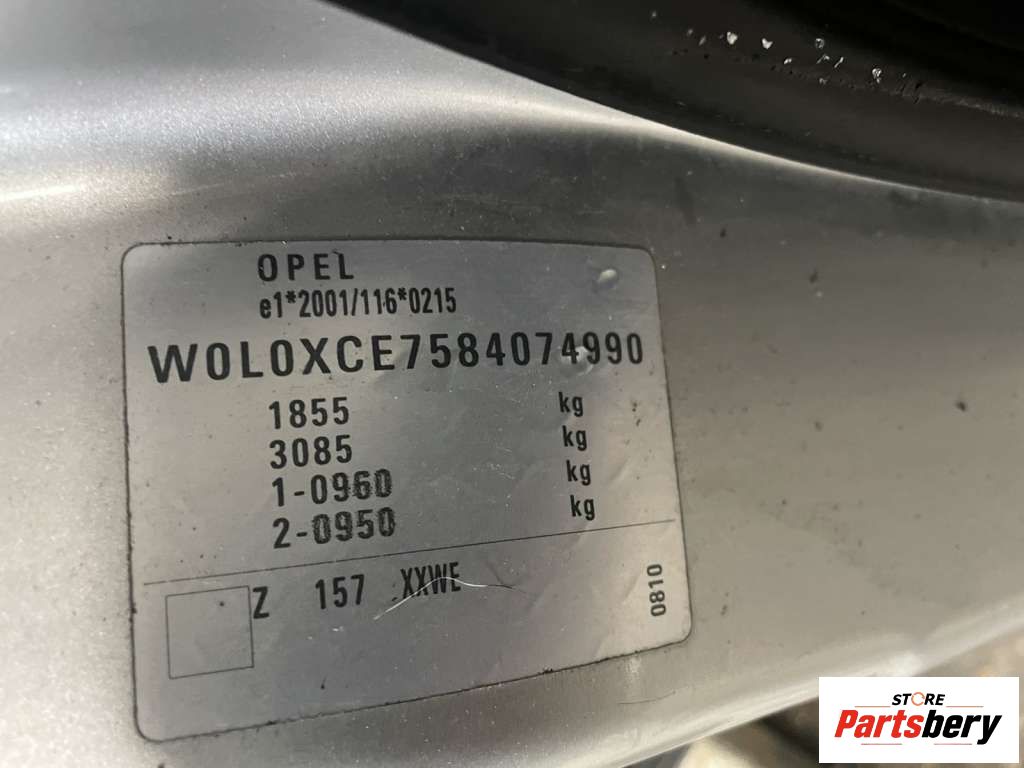 OPEL
e1*2001/116*0215
W0L0XCE7584074990
1855 kg
3085 kg
1-0960 kg
2-0950 kg
Z 157 XXWE
0810
STORE
Partsbery